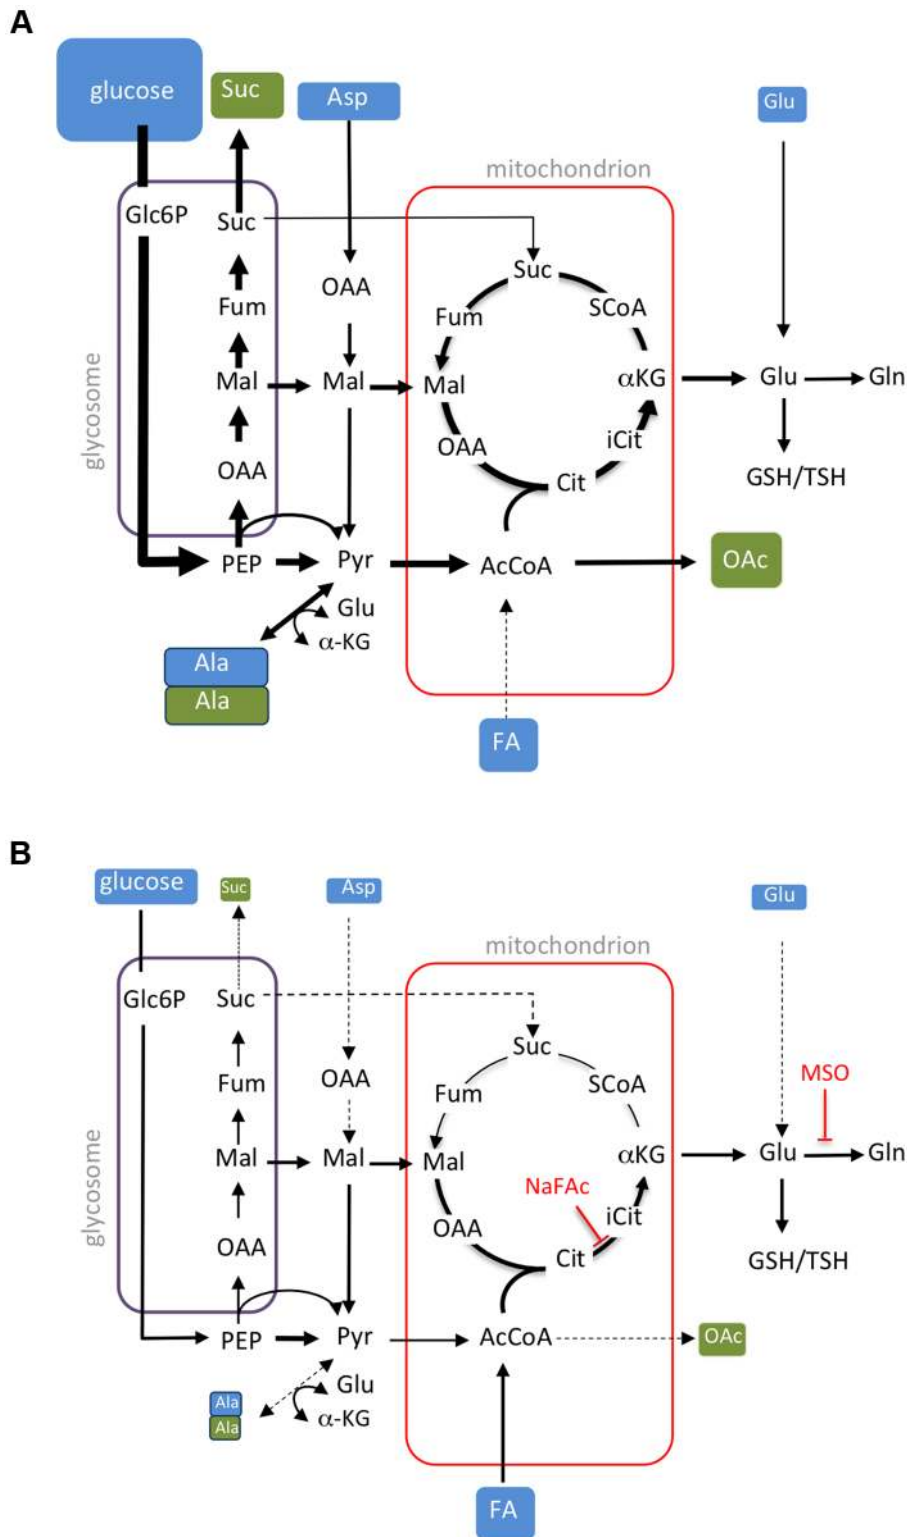 A
glucose
Suc
Asp
Glu
mitochondrion
Glc6P
Suc
OAA
Suc
Fum
Fum
SCoA
glycosome
Mal
Mal
Mal
αKG
Glu
Gln
OAA
OAA
iCit
Cit
GSH/TSH
PEP
Pyr
AcCoA
OAc
Glu
α-KG
Ala
Ala
FA
B
glucose
Suc
Asp
Glu
mitochondrion
Glc6P
Suc
Suc
OAA
Fum
Fum
SCoA
MSO
glycosome
Mal
Mal
Mal
αKG
Glu
Gln
NaFAc
iCit
OAA
OAA
Cit
GSH/TSH
PEP
Pyr
AcCoA
OAc
Glu
α-KG
Ala
Ala
FA